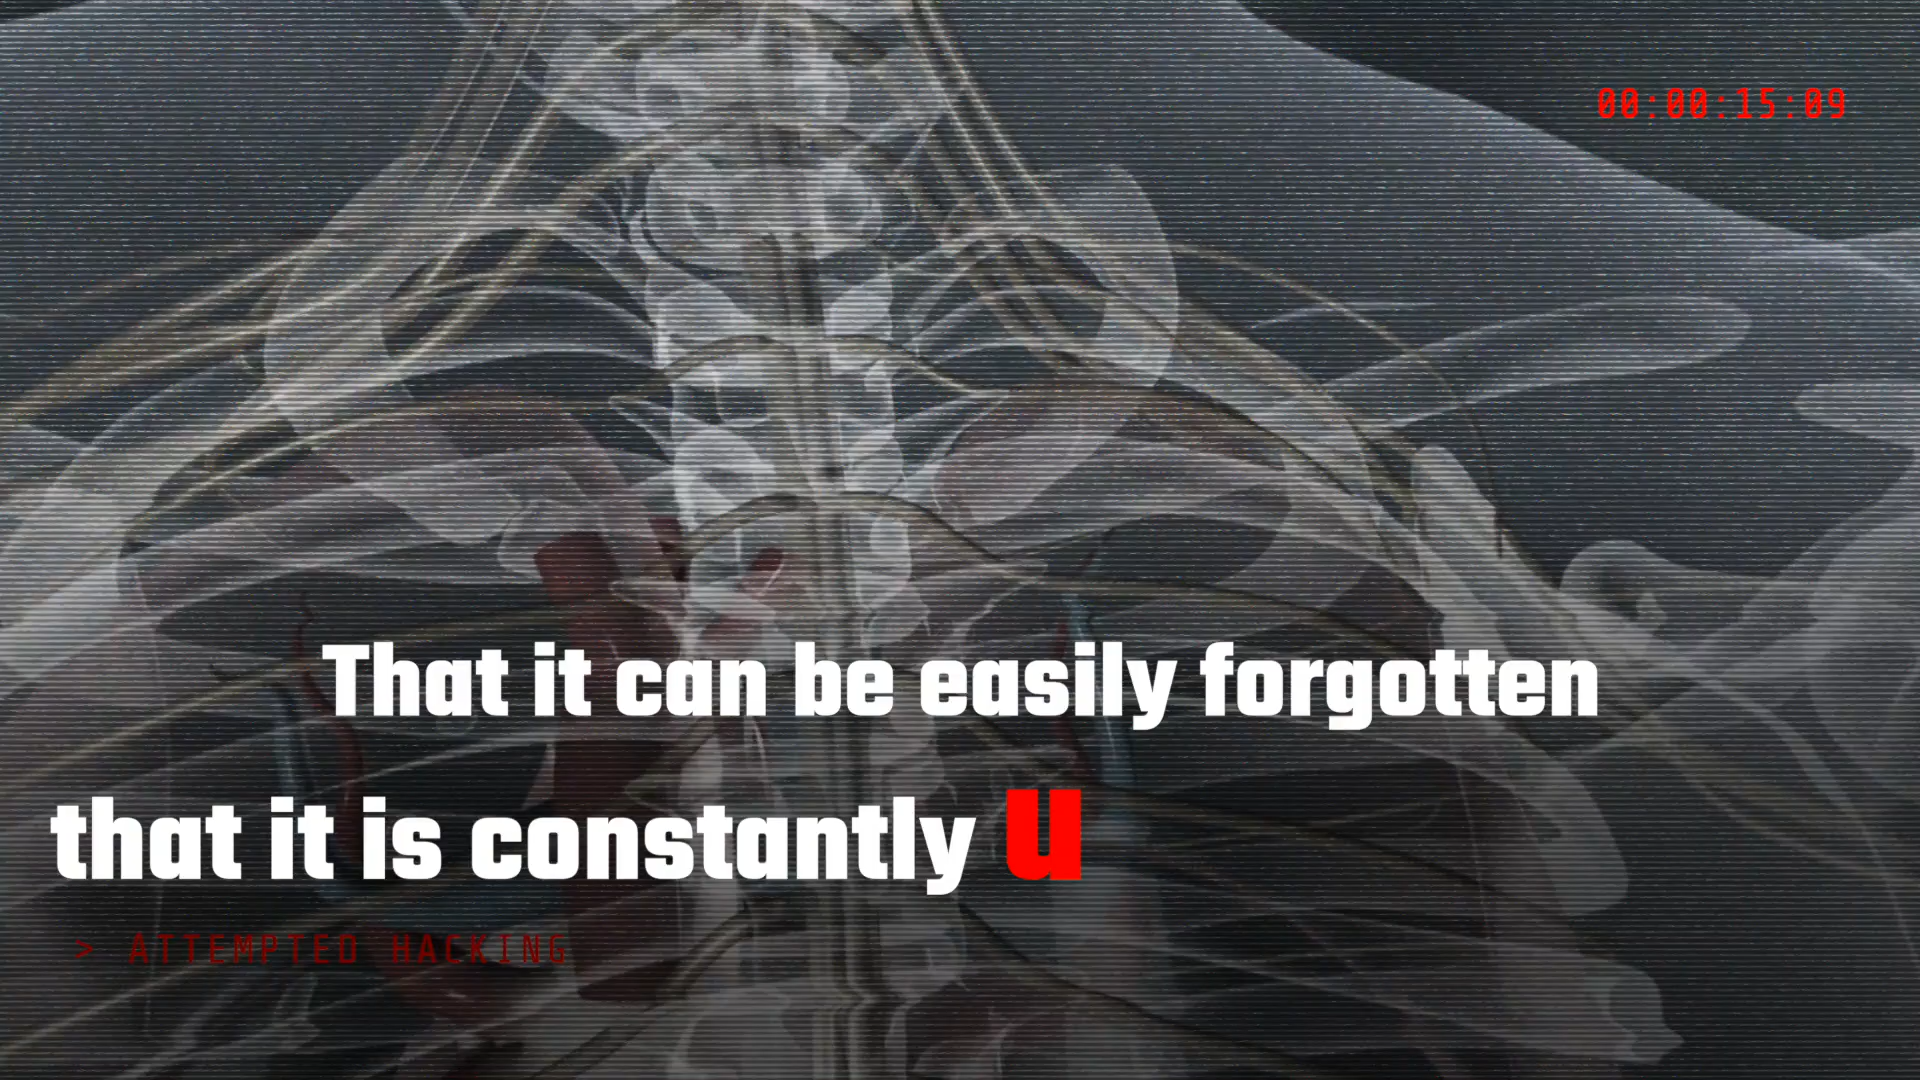 00:00:15:09
That it can be easily forgotten
that it is constantly u
> ATTEMPTED HACKING